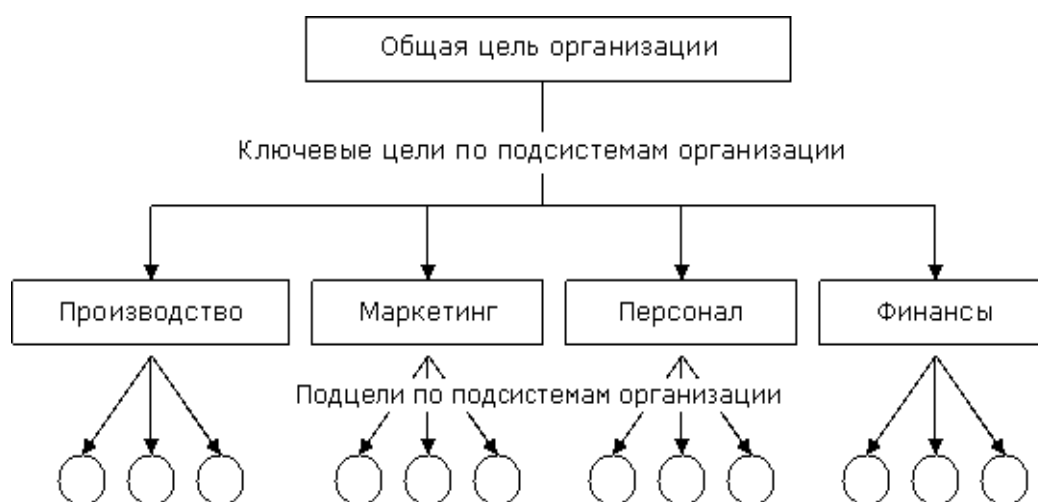 Общая цель организации
Ключевые цели по подсистемам организации
Производство
Маркетинг
Персонал
Финансы
Подцели по подсистемам организации